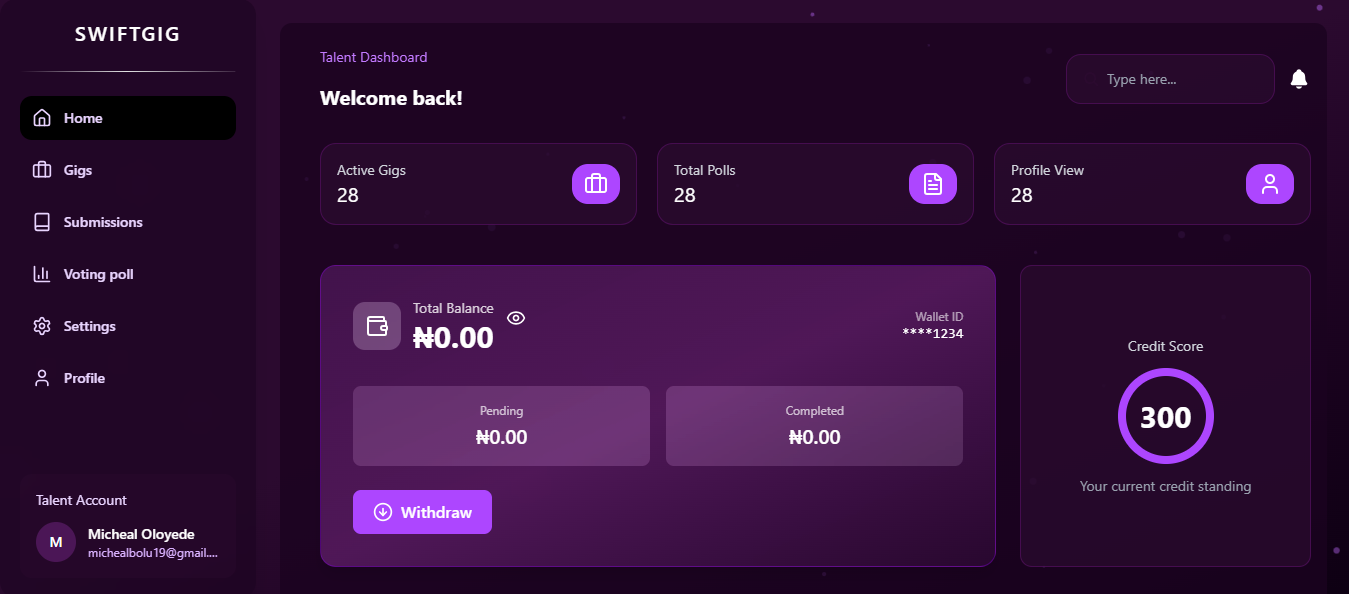 SWIFTGIG
Home
Gigs
Submissions
Voting poll
Settings
Profile
Talent Account
M
Micheal Oloyede
michealbolu19@gmail....
Talent Dashboard
Welcome back!
Type here...
Active Gigs
28
Total Polls
28
Profile View
28
Total Balance
₦0.00
Wallet ID
****1234
Pending
₦0.00
Completed
₦0.00
Withdraw
Credit Score
300
Your current credit standing